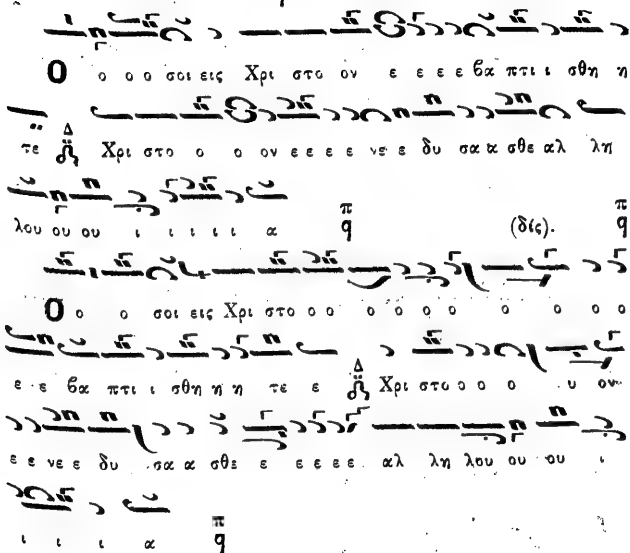 Ο ο ο ο σοι εις Χρι στο ον ε ε ε ε βα πτι ι σθη η
τε Δ Χρι στο ο ο ον ε ε ε ε νε ε δυ σα α σθε αλ λη
λου ου ου ι ι ι ι ι α π q (δίς). π q
Ο ο ο σοι εις Χρι στο ο ο ο ο ο ο ο ο ο ο
ε ε βα πτι ι σθη η η τε ε Δ Χρι στο ο ο ο υ ον
ε ε νε ε δυ σα α σθε ε ε ε ε ε αλ λη λου ου ου ι
ι ι ι α π q